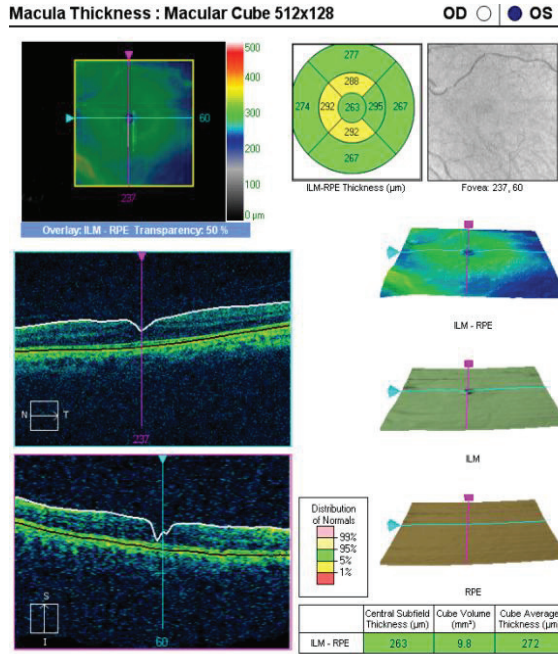 Macula Thickness : Macular Cube 512x128
OD OS
500
400
300
200
100
0 µm
60
237
Overlay: ILM - RPE Transparency: 50 %
277
288
274 292 263 295 267
292
267
ILM-RPE Thickness (µm)
Fovea: 237, 60
ILM - RPE
N T
237
ILM
S
I
60
Distribution
of Normals
99%
95%
5%
1%
RPE
Central Subfield Thickness (µm) Cube Volume (mm³) Cube Average Thickness (µm)
ILM - RPE 263 9.8 272